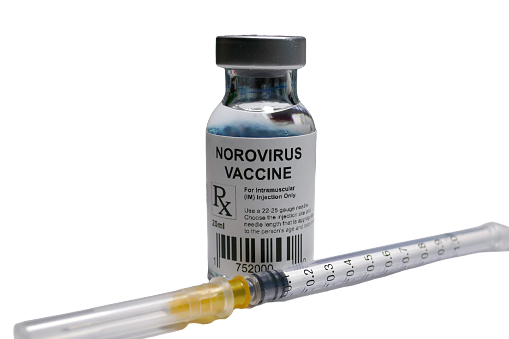 NOROVIRUS
VACCINE
For Intramuscular
(IM) Injection Only
Rx
Use a 22-25 gauge needle.
Choose the injection site and
needle length that is
to the person's age and
20ml
1 752000 0
0.1 0.2 0.3 0.4 0.5 0.6 0.7 0.8 0.9 1.0